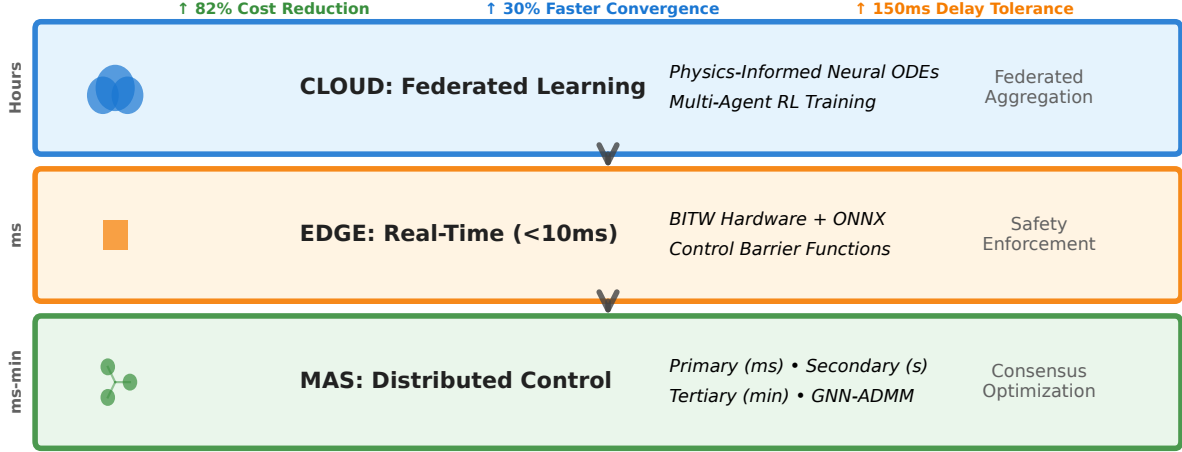 ↑ 82% Cost Reduction
↑ 30% Faster Convergence
↑ 150ms Delay Tolerance
Hours
CLOUD: Federated Learning
Physics-Informed Neural ODEs
Multi-Agent RL Training
Federated
Aggregation
ms
EDGE: Real-Time (<10ms)
BITW Hardware + ONNX
Control Barrier Functions
Safety
Enforcement
ms-min
MAS: Distributed Control
Primary (ms) • Secondary (s)
Tertiary (min) • GNN-ADMM
Consensus
Optimization